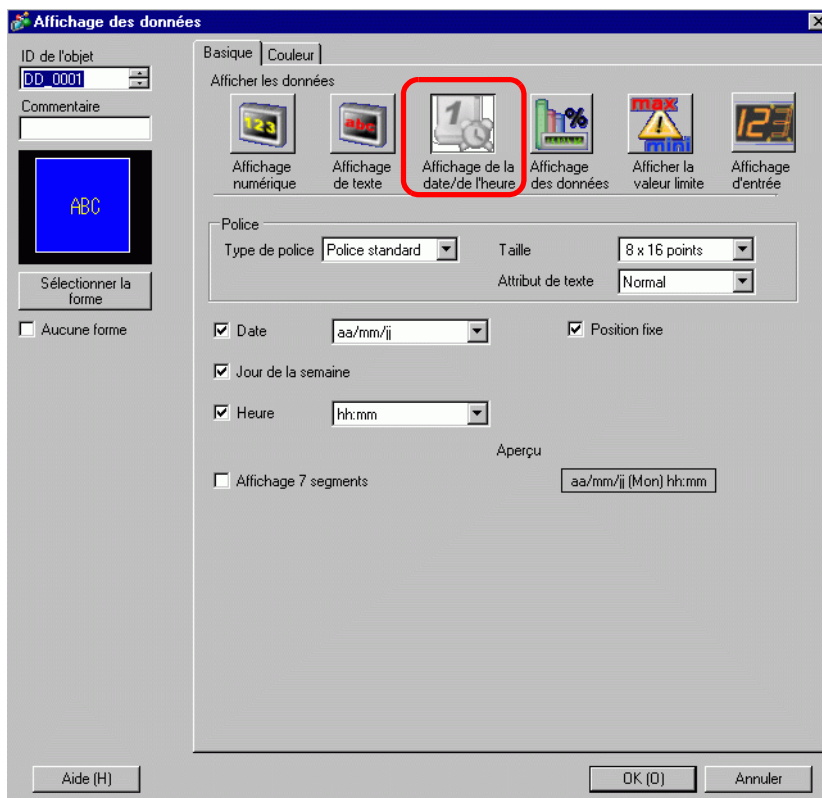 Affichage des données
ID de l'objet
DD_0001
Commentaire
ABC
Sélectionner la
forme
Aucune forme
Basique
Couleur
Afficher les données
123
abc
1
%
max
mini
123
Affichage
numérique
Affichage
de texte
Affichage de la
date/de l'heure
Affichage
des données
Afficher la
valeur limite
Affichage
d'entrée
Police
Type de police
Police standard
Taille
8 x 16 points
Attribut de texte
Normal
Date
aa/mm/jj
Position fixe
Jour de la semaine
Heure
hh:mm
Aperçu
Affichage 7 segments
aa/mm/jj (Mon) hh:mm
Aide (H)
OK (O)
Annuler